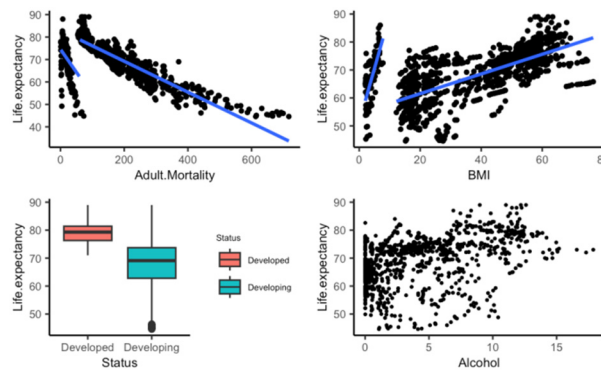 Life.expectancy
90
80
70
60
50
40
0 200 400 600
Adult.Mortality
Life.expectancy
90
80
70
60
50
0 20 40 60
BMI
Life.expectancy
90
80
70
60
50
Developed Developing
Status
Status
Developed
Developing
Life.expectancy
90
80
70
60
50
0 5 10 15
Alcohol